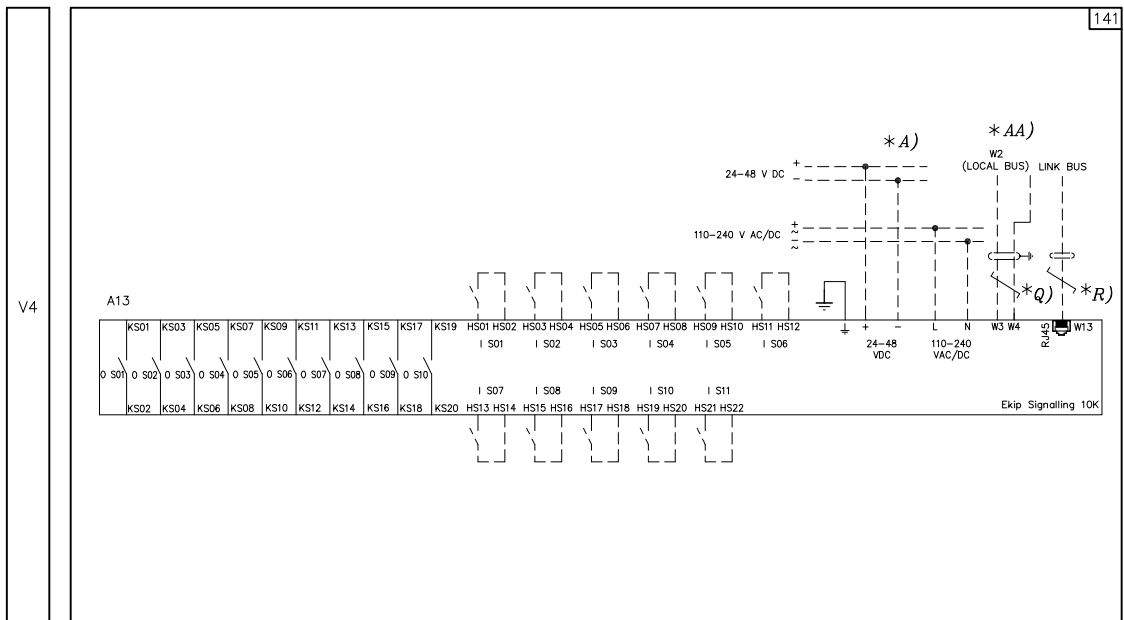 141
*AA)
*A)
W2
(LOCAL BUS) LINK BUS
+
24-48 V DC
-
+
~
110-240 V AC/DC
-
~
V4
*Q) *R)
A13
KS01 KS03 KS05 KS07 KS09 KS11 KS13 KS15 KS17 KS19 HS01 HS02 HS03 HS04 HS05 HS06 HS07 HS08 HS09 HS10 HS11 HS12 + - L N W3 W4 RJ45 W13
I S01 I S02 I S03 I S04 I S05 I S06 24-48 110-240
VDC VAC/DC
O S01 O S02 O S03 O S04 O S05 O S06 O S07 O S08 O S09 O S10
I S07 I S08 I S09 I S10 I S11
KS02 KS04 KS06 KS08 KS10 KS12 KS14 KS16 KS18 KS20 HS13 HS14 HS15 HS16 HS17 HS18 HS19 HS20 HS21 HS22 Ekip Signalling 10K